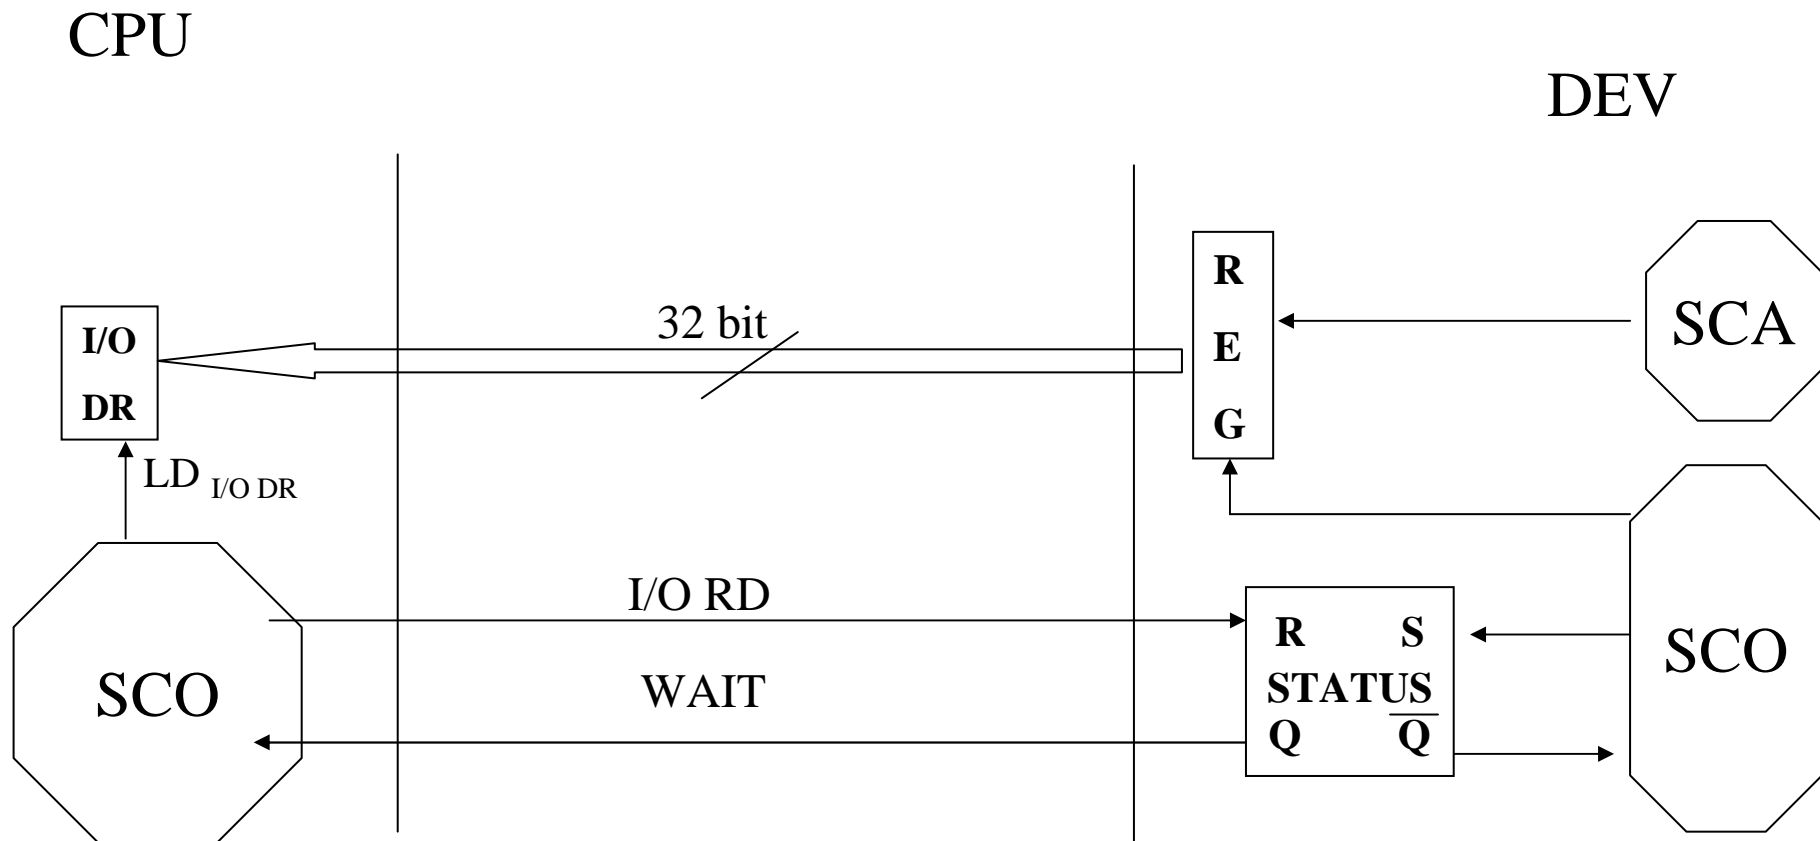 CPU
DEV
32 bit
I/O
DR
LD I/O DR
R
E
G
SCA
I/O RD
WAIT
SCO
R S
STATUS
Q Q̅
SCO